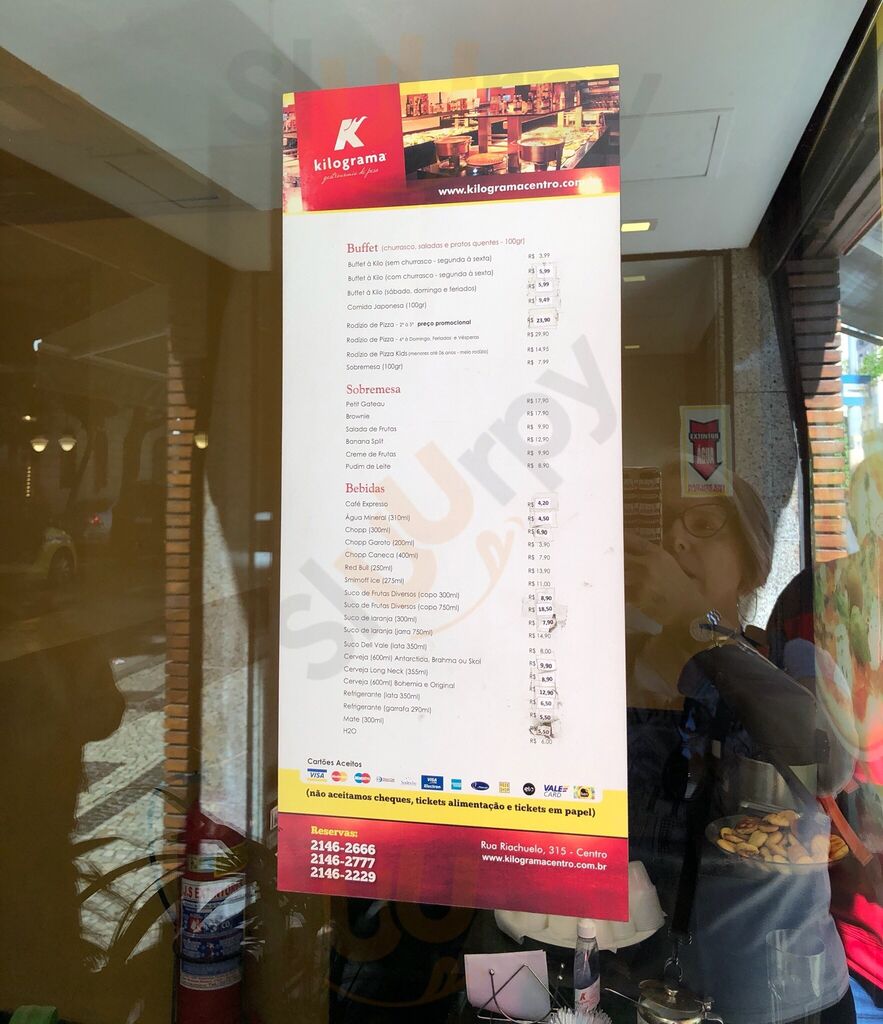 K
kilograma
gastronomia do peso
www.kilogramacentro.com
Buffet (churrasco, saladas e pratos quentes - 100gr)
Buffet à Kilo (sem churrasco - segunda à sexta) R$ 3,99
Buffet à Kilo (com churrasco - segunda à sexta) R$ 5,99
Buffet à Kilo (sábado, domingo e feriados) R$ 5,99
Comida Japonesa (100gr) R$ 9,49
Rodízio de Pizza - 2ª à 5ª preço promocional R$ 23,90
Rodízio de Pizza - 6ª à Domingo, Feriados e Vésperas R$ 29,90
Rodízio de Pizza Kids (menores até 06 anos - meio rodízio) R$ 14,95
Sobremesa (100gr) R$ 7,99
Sobremesa
Petit Gateau R$ 17,90
Brownie R$ 17,90
Salada de Frutas R$ 9,90
Banana Split R$ 12,90
Creme de Frutas R$ 9,90
Pudim de Leite R$ 8,90
Bebidas
Café Expresso R$ 4,20
Água Mineral (310ml) R$ 4,50
Chopp (300ml) R$ 6,90
Chopp Garoto (200ml) R$ 3,90
Chopp Caneca (400ml) R$ 7,90
Red Bull (250ml) R$ 13,90
Smirnoff Ice (275ml) R$ 11,00
Suco de Frutas Diversos (copo 300ml) R$ 8,90
Suco de Frutas Diversos (copo 750ml) R$ 18,50
Suco de laranja (300ml) R$ 7,90
Suco de laranja (jarra 750ml) R$ 14,90
Suco Dell Vale (lata 350ml) R$ 8,00
Cerveja (600ml) Antarctida, Brahma ou Skol R$ 9,90
Cerveja Long Neck (355ml) R$ 8,90
Cerveja (600ml) Bohemia e Original R$ 12,90
Refrigerante (lata 350ml) R$ 6,50
Refrigerante (garrafa 290ml) R$ 5,50
Mate (300ml) R$ 5,50
H2O R$ 6,00
Cartões Aceitos
VISA VISA Electron elo VALE CARD
(não aceitamos cheques, tickets alimentação e tickets em papel)
Reservas:
2146-2666
2146-2777
2146-2229
Rua Riachuelo, 315 - Centro
www.kilogramacentro.com.br
EXTINTOR
ÁGUA
Slurrpy